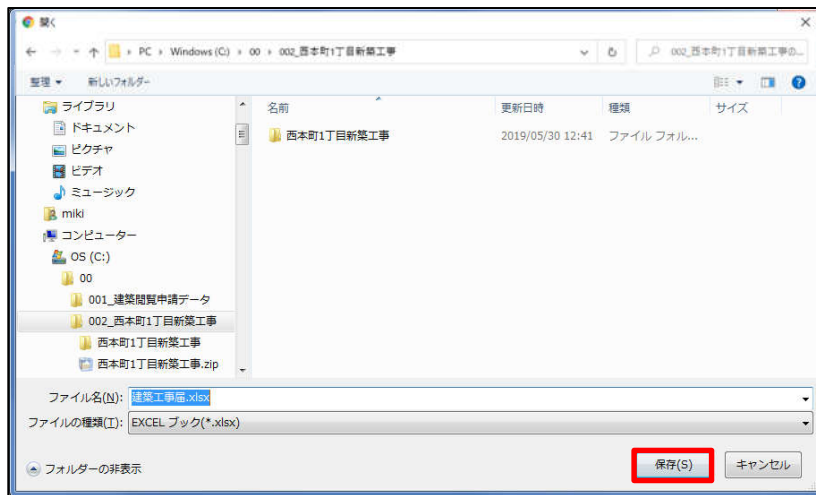 開く
PC › Windows (C:) › 00 › 002_西本町1丁目新築工事
002_西本町1丁目新築工事の...
整理 新しいフォルダー
ライブラリ
ドキュメント
ピクチャ
ビデオ
ミュージック
miki
コンピューター
OS (C:)
00
001_建築閲覧申請データ
002_西本町1丁目新築工事
西本町1丁目新築工事
西本町1丁目新築工事.zip
名前 更新日時 種類 サイズ
西本町1丁目新築工事 2019/05/30 12:41 ファイル フォル...
ファイル名(N): 建築工事届.xlsx
ファイルの種類(T): EXCEL ブック(*.xlsx)
フォルダーの非表示 保存(S) キャンセル